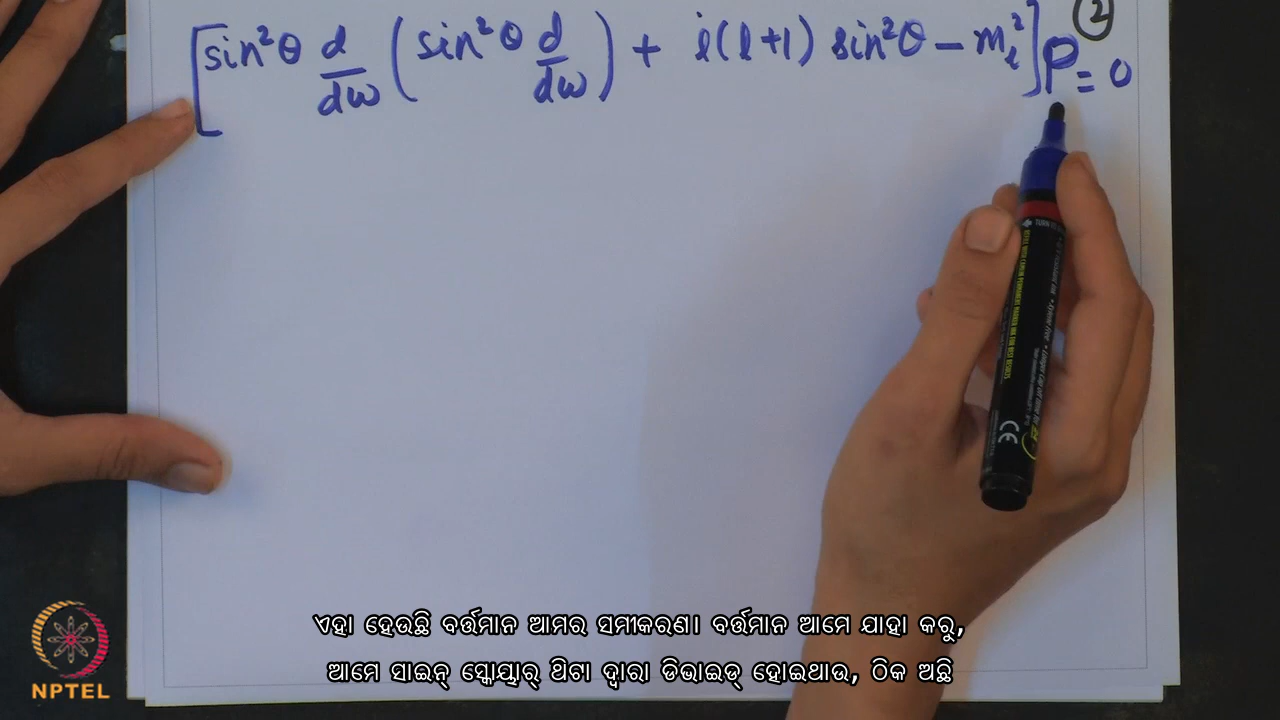 [sin²θ d/dω (sin²θ d/dω) + l(l+1) sin²θ − m_l²] P = 0 ②
ଏହା ହେଉଛି ବର୍ତ୍ତମାନ ଆମର ସମୀକରଣ। ବର୍ତ୍ତମାନ ଆମେ ଯାହା କରୁ,
ଆମେ ସାଇନ୍ ସ୍କୋୟାର୍ ଥିଟା ଦ୍ୱାରା ଡିଭାଇଡ୍ ହୋଇଥାଉ, ଠିକ ଅଛି
NPTEL